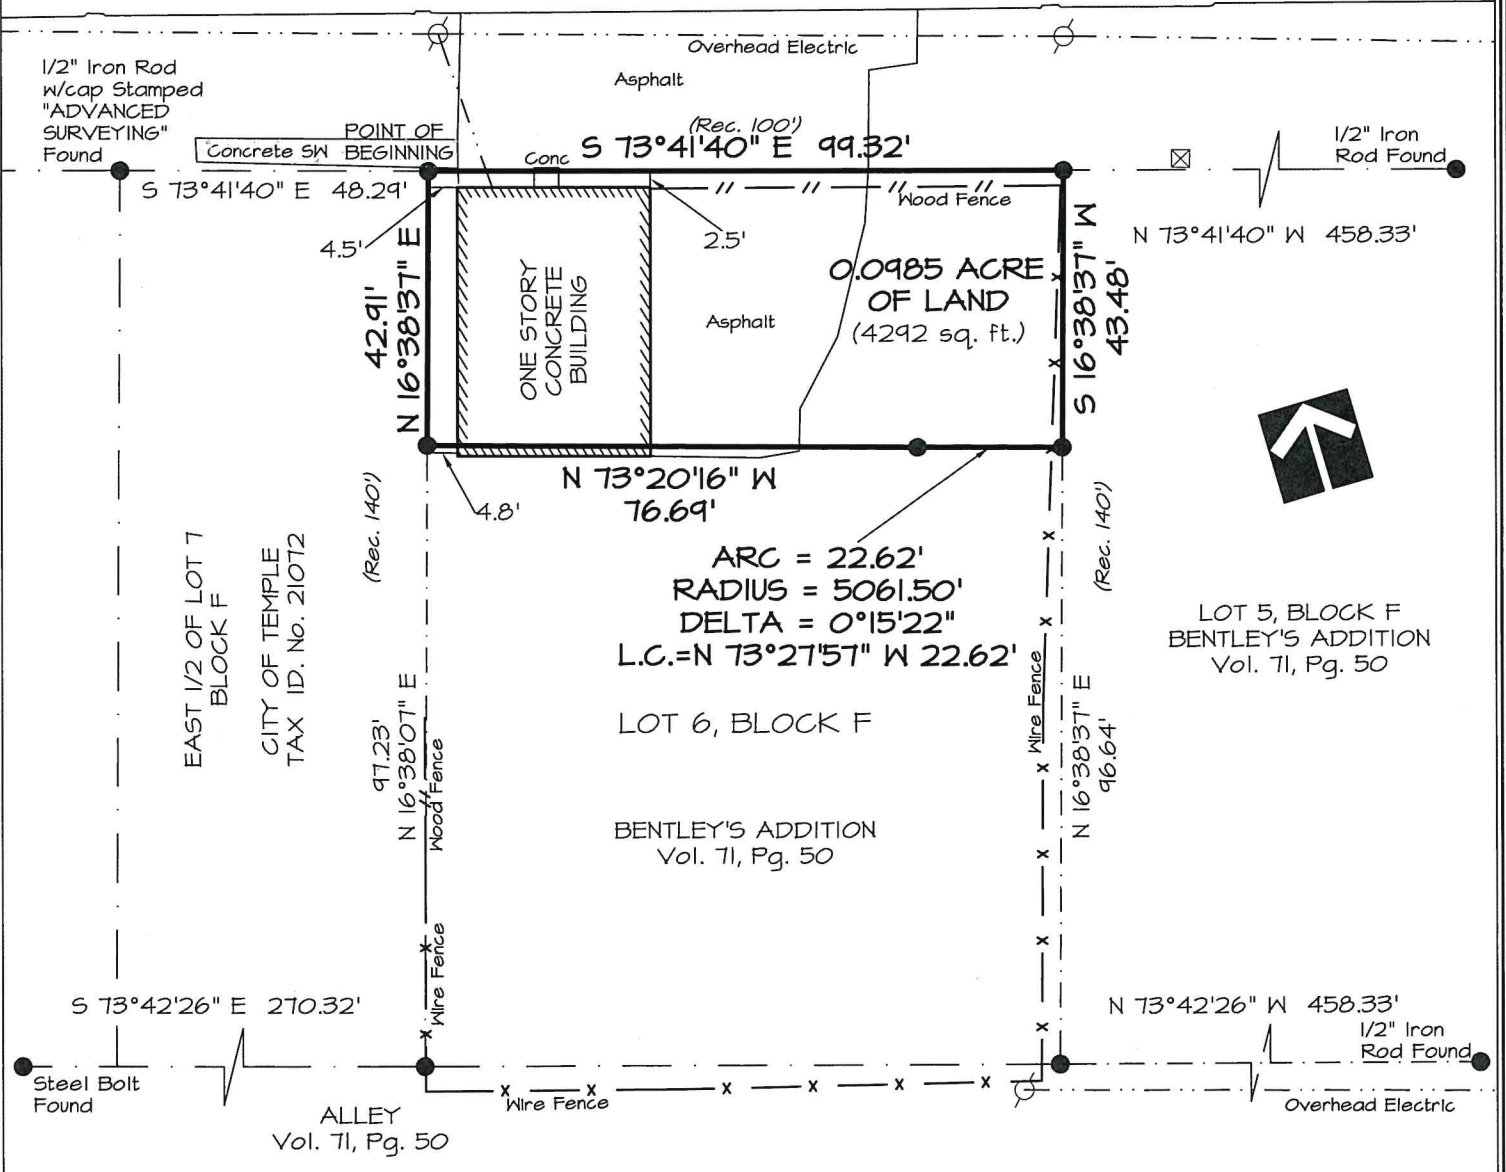 Overhead Electric
1/2" Iron Rod
w/cap Stamped
"ADVANCED
SURVEYING"
Found
Asphalt
(Rec. 100')
S 73°41'40" E 99.32'
POINT OF
BEGINNING
Concrete SW
Conc
1/2" Iron
Rod Found
S 73°41'40" E 48.29'
Wood Fence
4.5'
2.5'
N 73°41'40" W 458.33'
42.91'
N 16°38'37" E
ONE STORY
CONCRETE
BUILDING
Asphalt
0.0985 ACRE
OF LAND
(4292 sq. ft.)
S 16°38'37" W
43.48'
N 73°20'16" W
76.69'
4.8'
(Rec. 140')
(Rec. 140')
ARC = 22.62'
RADIUS = 5061.50'
DELTA = 0°15'22"
L.C.=N 73°27'57" W 22.62'
EAST 1/2 OF LOT 7
BLOCK F
CITY OF TEMPLE
TAX ID. No. 21072
LOT 5, BLOCK F
BENTLEY'S ADDITION
Vol. 71, Pg. 50
97.23'
N 16°38'07" E
Wood Fence
LOT 6, BLOCK F
Wire Fence
N 16°38'37" E
96.64'
BENTLEY'S ADDITION
Vol. 71, Pg. 50
Wire Fence
S 73°42'26" E 270.32'
N 73°42'26" W 458.33'
1/2" Iron
Rod Found
Steel Bolt
Found
Wire Fence
Overhead Electric
ALLEY
Vol. 71, Pg. 50